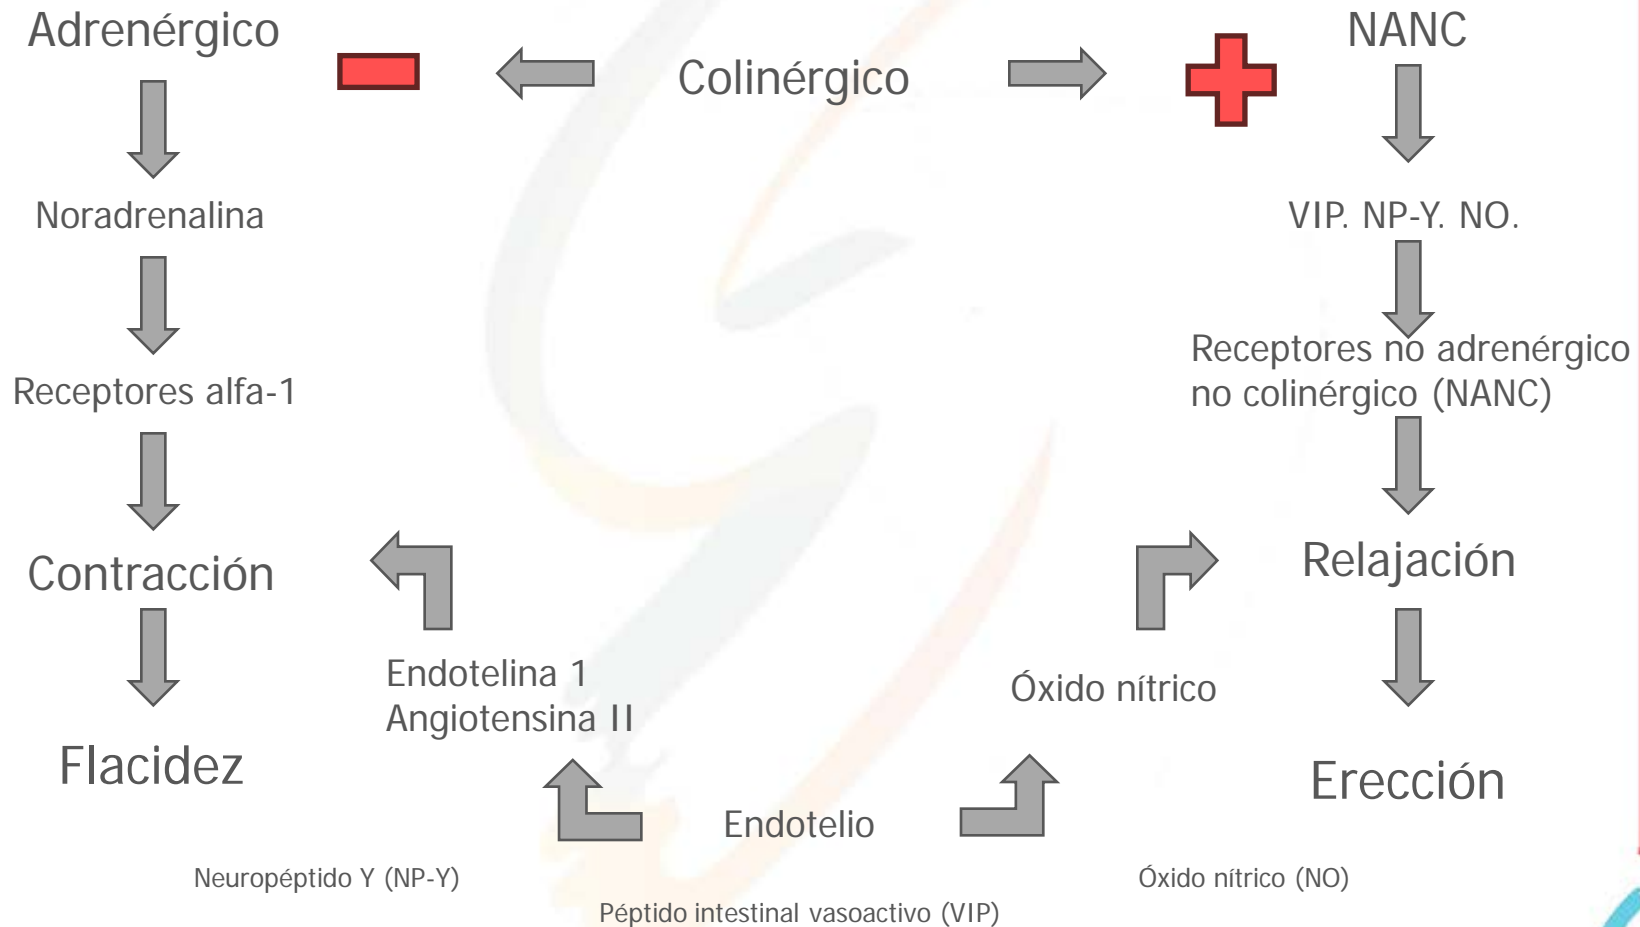 Adrenérgico
Colinérgico
NANC
Noradrenalina
VIP. NP-Y. NO.
Receptores alfa-1
Receptores no adrenérgico
no colinérgico (NANC)
Contracción
Relajación
Endotelina 1
Angiotensina II
Óxido nítrico
Flacidez
Erección
Endotelio
Neuropéptido Y (NP-Y)
Óxido nítrico (NO)
Péptido intestinal vasoactivo (VIP)